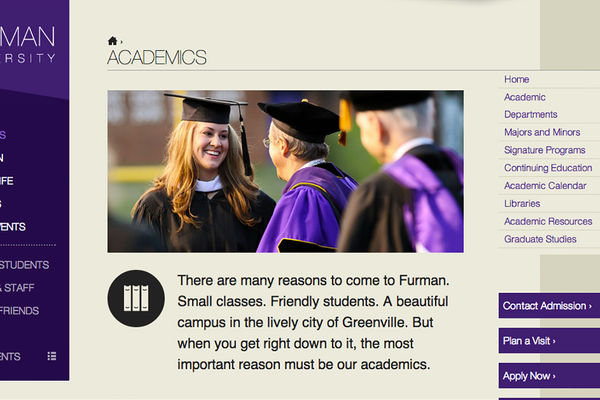 MAN
ERSITY
S
N
IFE
S
ENTS
STUDENTS
& STAFF
FRIENDS
ENTS
›
ACADEMICS
There are many reasons to come to Furman.
Small classes. Friendly students. A beautiful
campus in the lively city of Greenville. But
when you get right down to it, the most
important reason must be our academics.
Home
Academic
Departments
Majors and Minors
Signature Programs
Continuing Education
Academic Calendar
Libraries
Academic Resources
Graduate Studies
Contact Admission ›
Plan a Visit ›
Apply Now ›